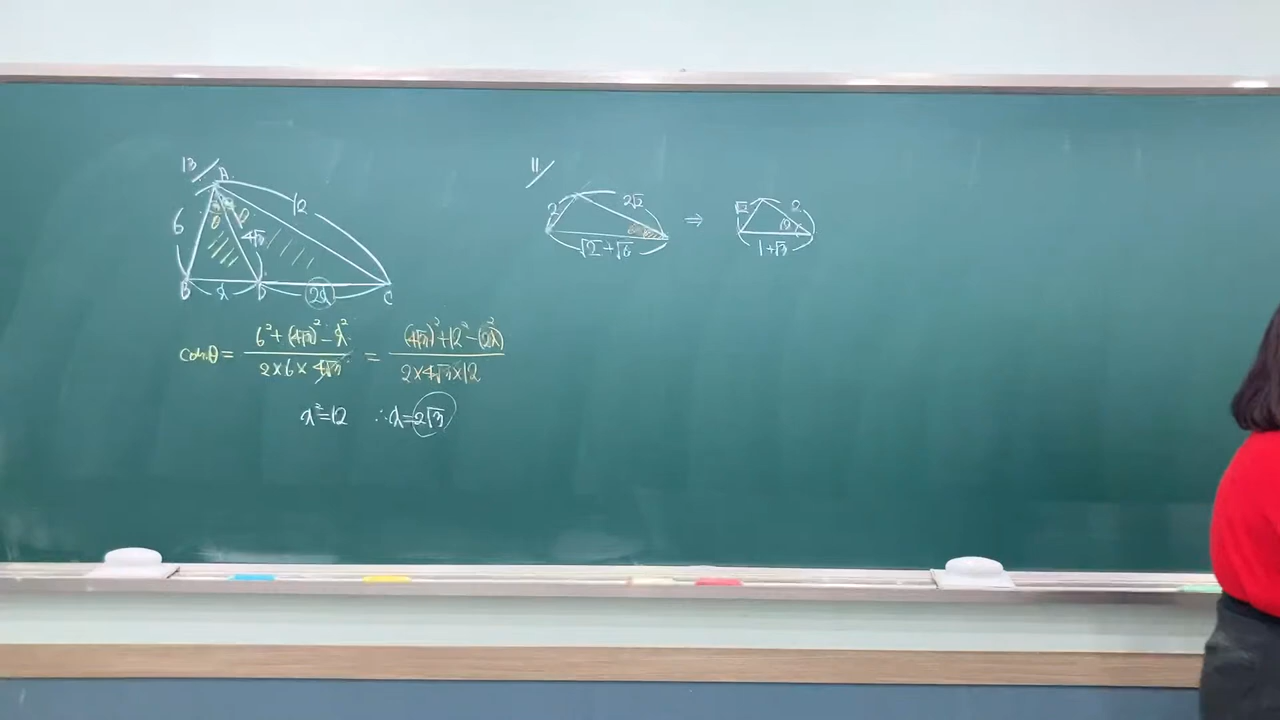 13/
A
12
6
θ
θ
4√3
B
x
D
2x
C
cosθ = (6² + (4√3)² - x²) / (2×6×4√3) = ((4√3)² + 12² - (2x)²) / (2×4√3×12)
x² = 12 ∴ x = 2√3
11/
2
2√2
√2 + √6
⇒
√2
2
θ
1+√3